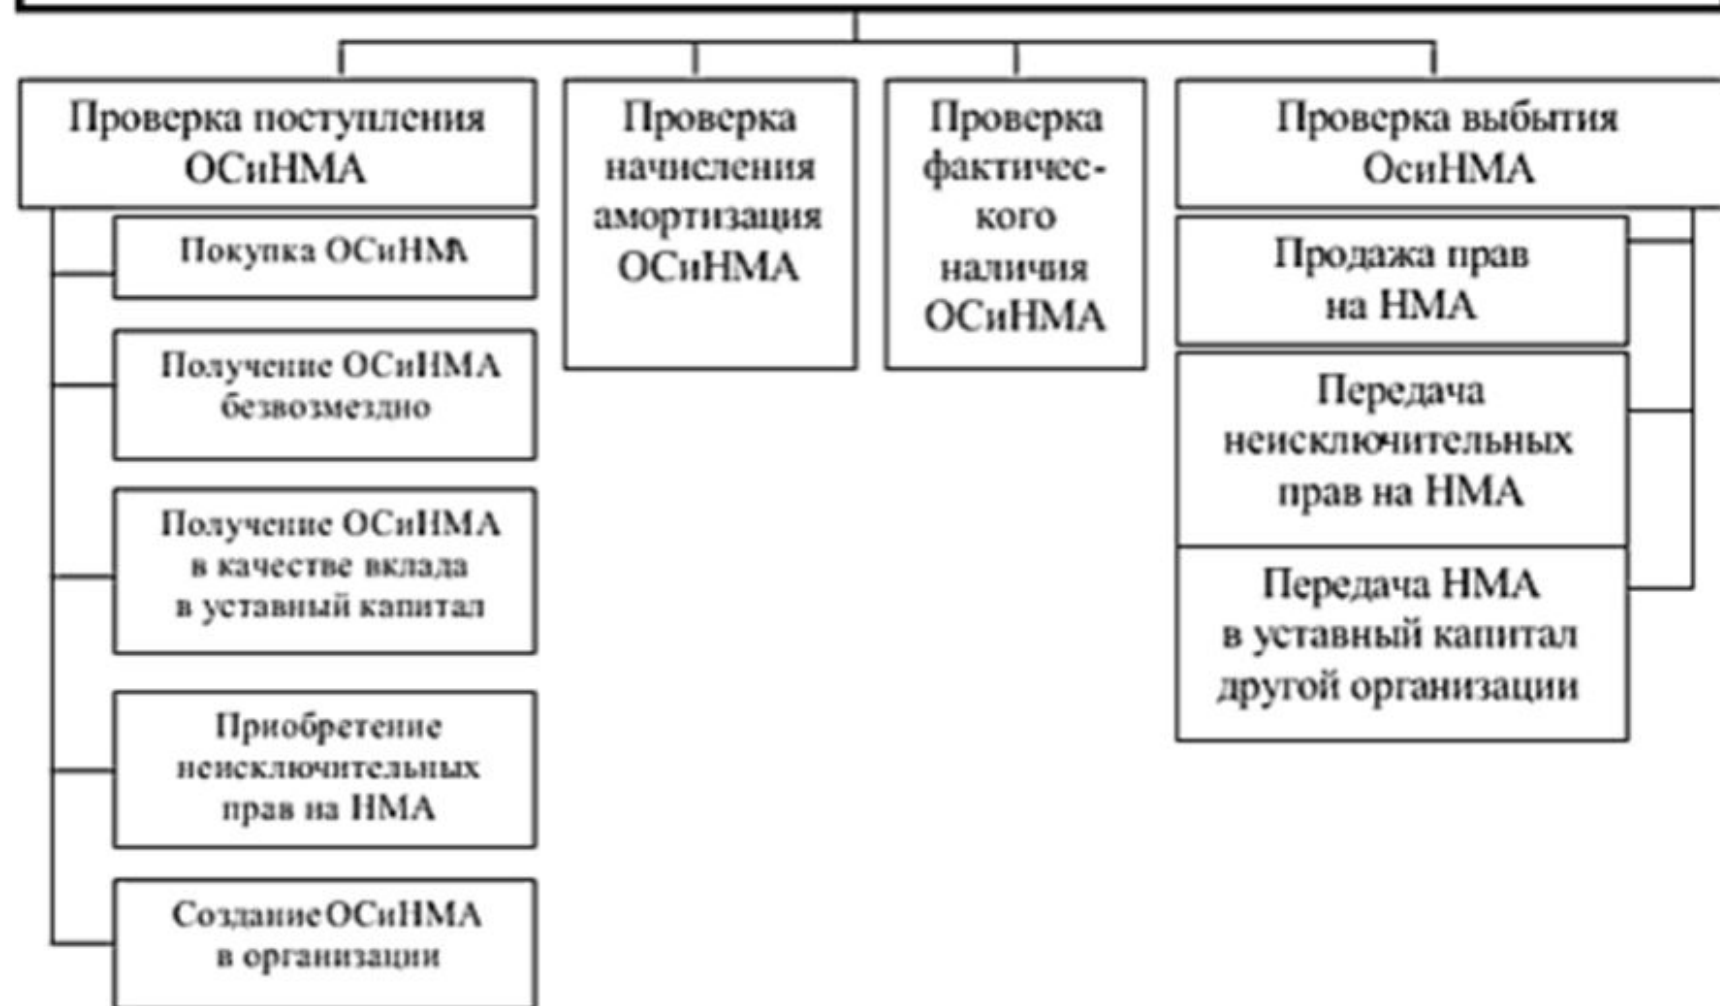 Проверка поступления
ОСиНМА
Покупка ОСиНМА
Получение ОСиНМА
безвозмездно
Получение ОСиНМА
в качестве вклада
в уставный капитал
Приобретение
неисключительных
прав на НМА
Создание ОСиНМА
в организации
Проверка
начисления
амортизация
ОСиНМА
Проверка
фактичес-
кого
наличия
ОСиНМА
Проверка выбытия
ОсиНМА
Продажа прав
на НМА
Передача
неисключительных
прав на НМА
Передача НМА
в уставный капитал
другой организации